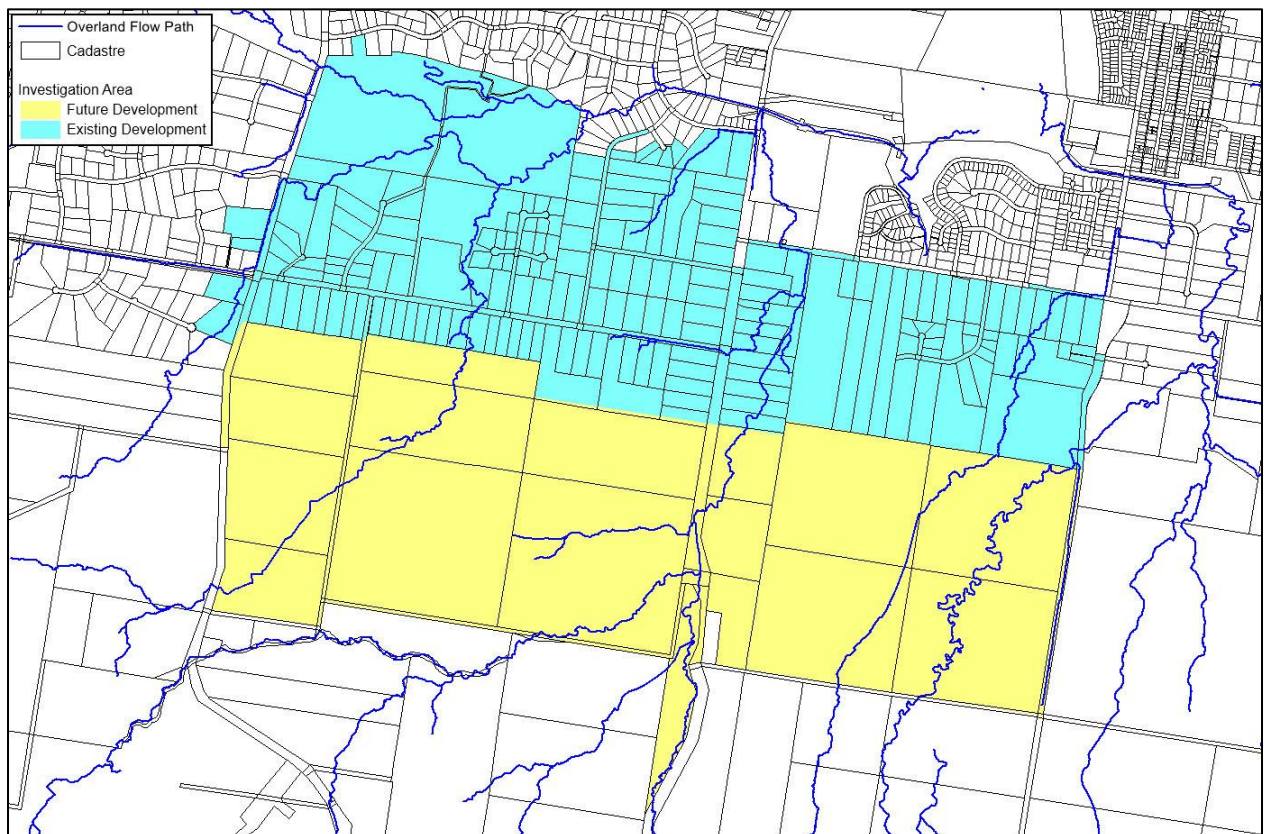 Overland Flow Path
Cadastre
Investigation Area
Future Development
Existing Development